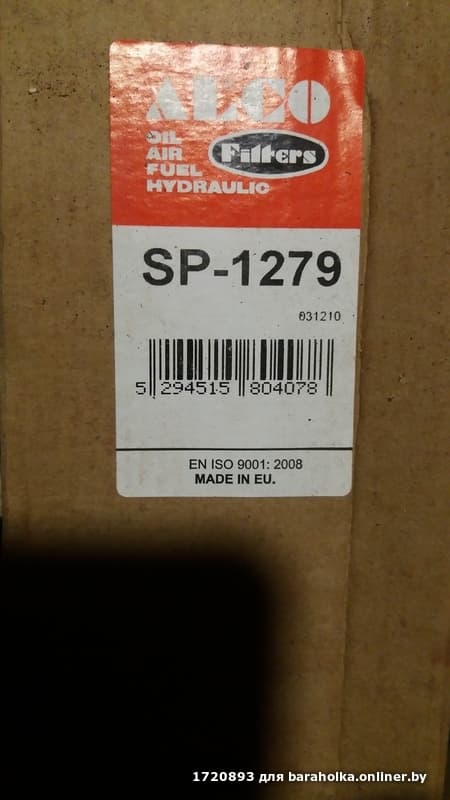 ALCO
OIL
AIR
FUEL
HYDRAULIC
Filters
SP-1279
031210
5 294515 804078
EN ISO 9001: 2008
MADE IN EU.
1720893 для baraholka.onliner.by